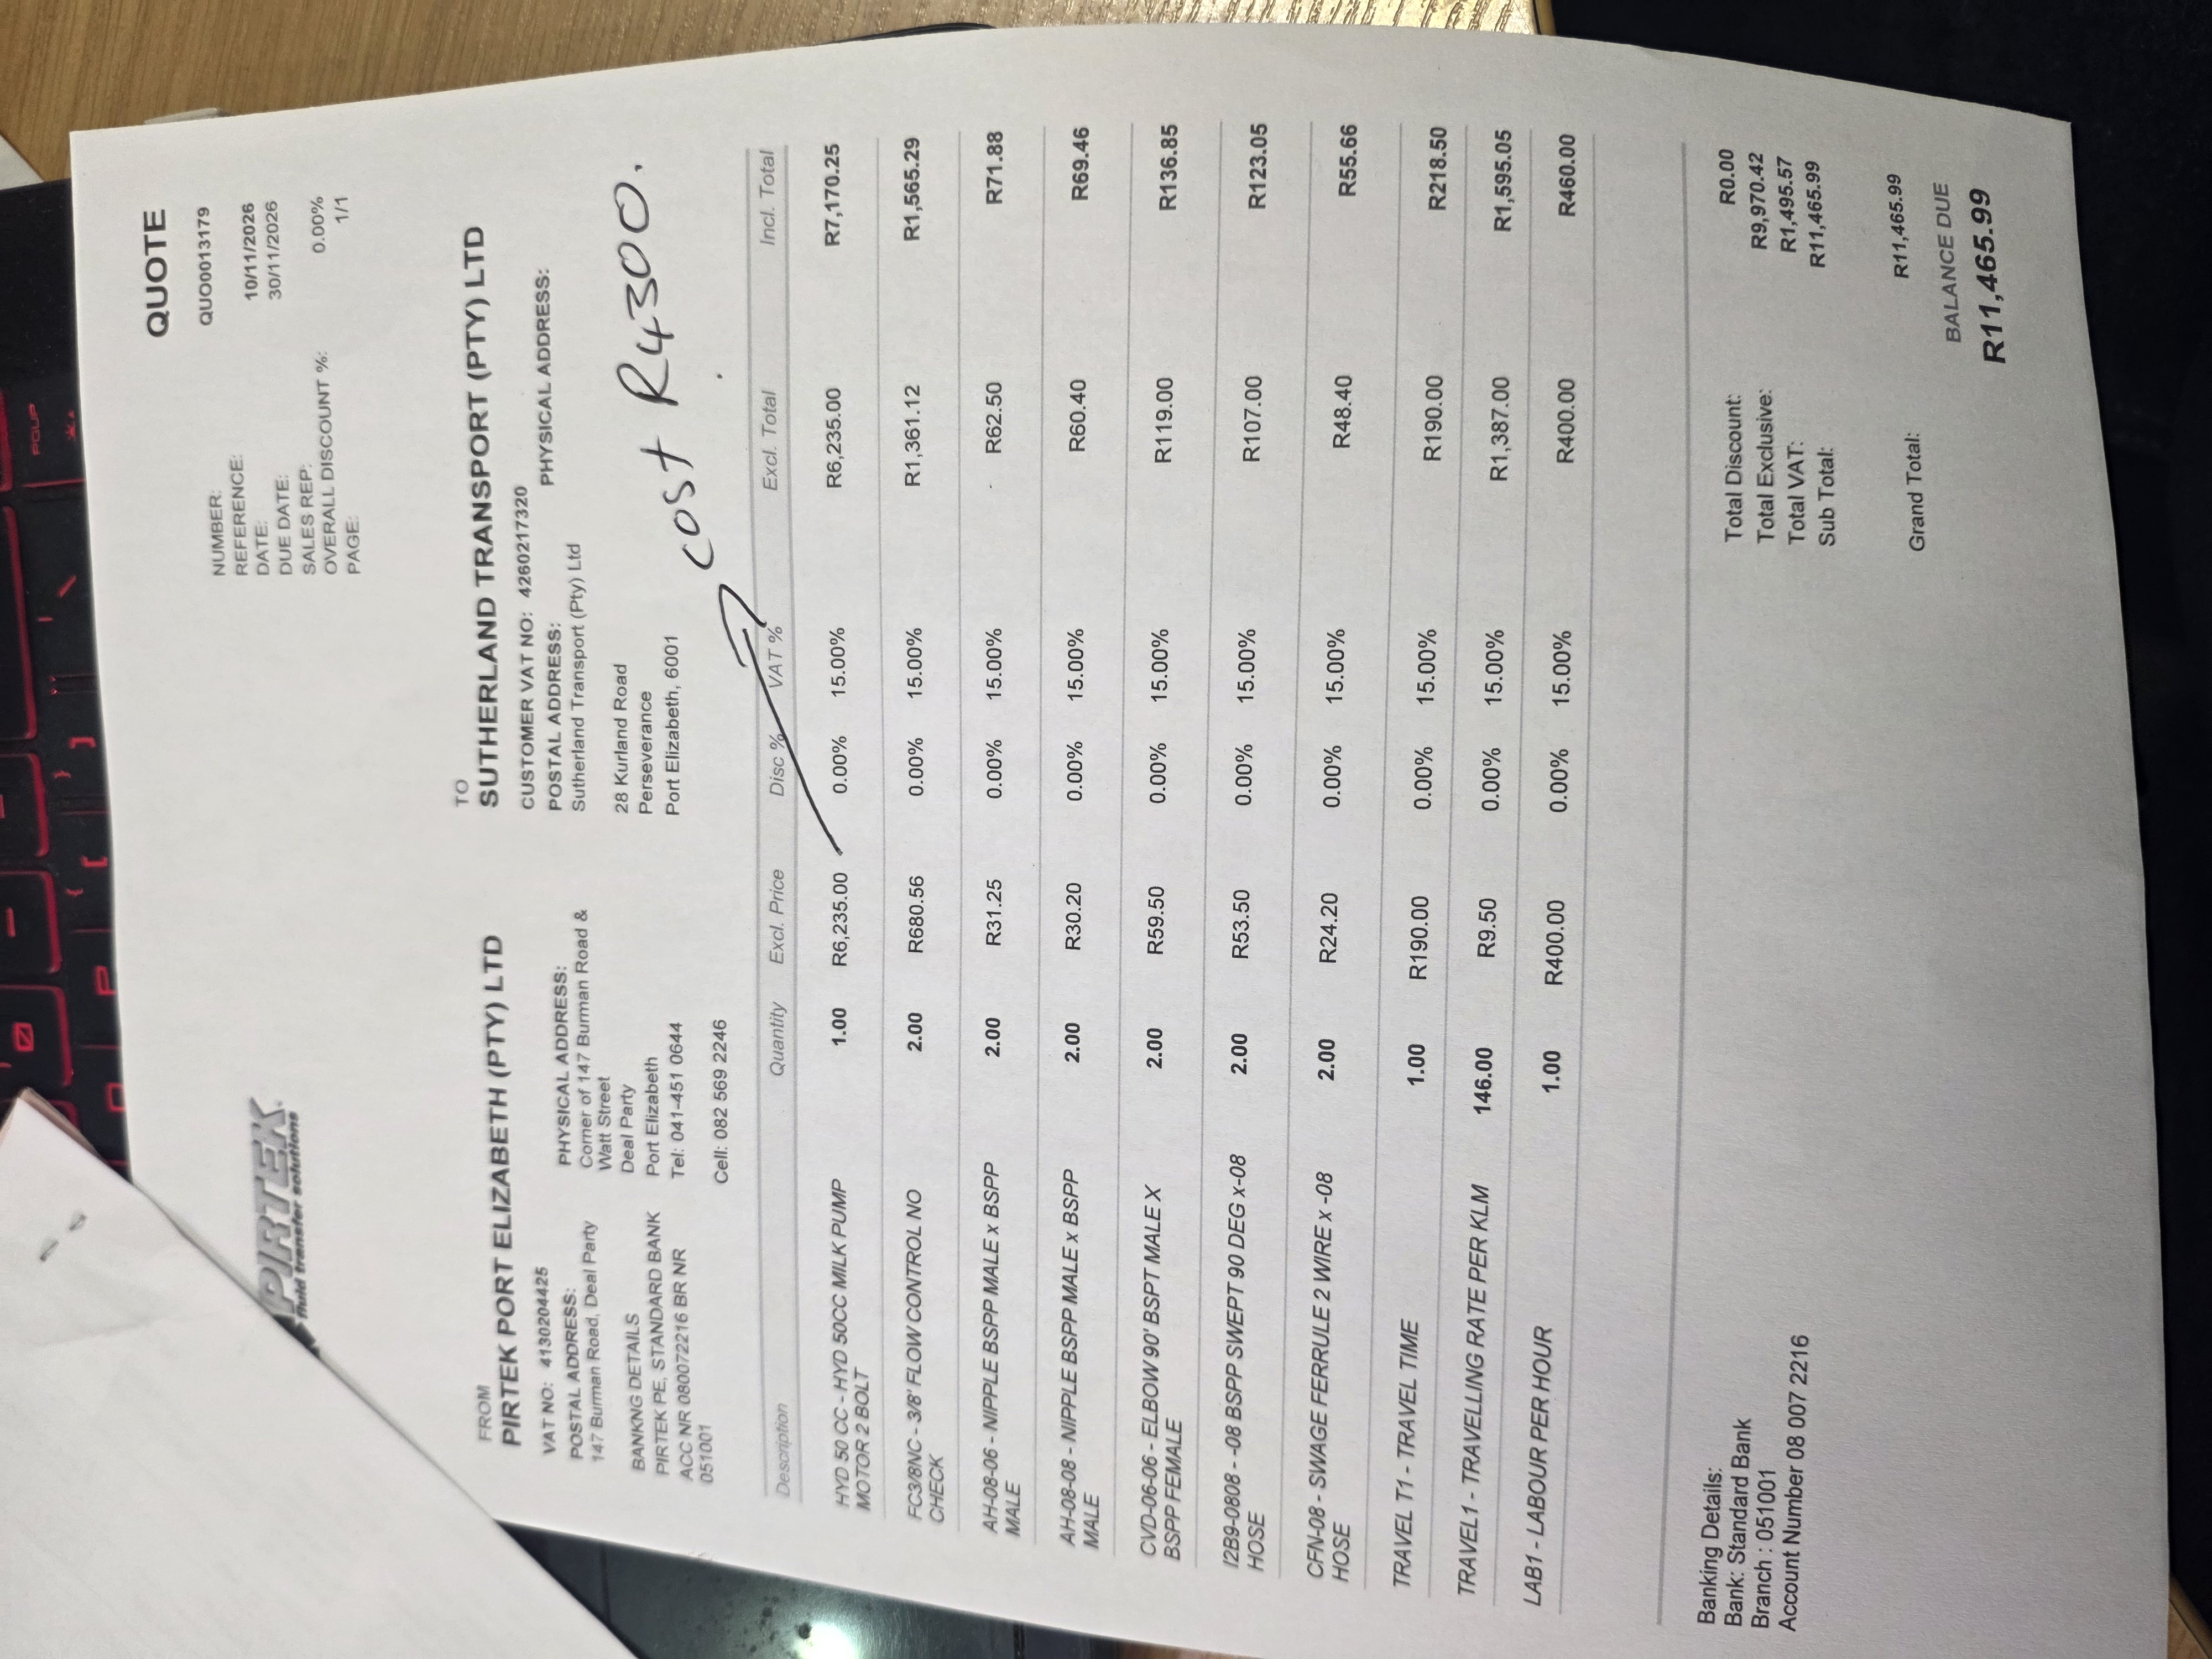 QUOTE
NUMBER: QUO0013179
REFERENCE:
DATE: 10/11/2026
DUE DATE: 30/11/2026
SALES REP:
OVERALL DISCOUNT %: 0.00%
PAGE: 1/1
PIRTEK
fluid transfer solutions
FROM
PIRTEK PORT ELIZABETH (PTY) LTD
VAT NO: 4130204425
POSTAL ADDRESS:
147 Burman Road, Deal Party
BANKNG DETAILS
PIRTEK PE, STANDARD BANK
ACC NR 080072216 BR NR
051001
PHYSICAL ADDRESS:
Corner of 147 Burman Road &
Watt Street
Deal Party
Port Elizabeth
Tel: 041-451 0644
Cell: 082 569 2246
TO
SUTHERLAND TRANSPORT (PTY) LTD
CUSTOMER VAT NO: 4260217320
POSTAL ADDRESS:
Sutherland Transport (Pty) Ltd
28 Kurland Road
Perseverance
Port Elizabeth, 6001
PHYSICAL ADDRESS:
cost R4300.
Description Quantity Excl. Price Disc % VAT % Excl. Total Incl. Total
HYD 50 CC - HYD 50CC MILK PUMP 1.00 R6,235.00 0.00% 15.00% R6,235.00 R7,170.25
MOTOR 2 BOLT
FC3/8NC - 3/8' FLOW CONTROL NO 2.00 R680.56 0.00% 15.00% R1,361.12 R1,565.29
CHECK
AH-08-06 - NIPPLE BSPP MALE x BSPP 2.00 R31.25 0.00% 15.00% R62.50 R71.88
MALE
AH-08-08 - NIPPLE BSPP MALE x BSPP 2.00 R30.20 0.00% 15.00% R60.40 R69.46
MALE
CVD-06-06 - ELBOW 90' BSPT MALE X 2.00 R59.50 0.00% 15.00% R119.00 R136.85
BSPP FEMALE
I2B9-0808 - -08 BSPP SWEPT 90 DEG x-08 2.00 R53.50 0.00% 15.00% R107.00 R123.05
HOSE
CFN-08 - SWAGE FERRULE 2 WIRE x -08 2.00 R24.20 0.00% 15.00% R48.40 R55.66
HOSE
TRAVEL T1 - TRAVEL TIME 1.00 R190.00 0.00% 15.00% R190.00 R218.50
TRAVEL1 - TRAVELLING RATE PER KLM 146.00 R9.50 0.00% 15.00% R1,387.00 R1,595.05
LAB1 - LABOUR PER HOUR 1.00 R400.00 0.00% 15.00% R400.00 R460.00
Banking Details:
Bank: Standard Bank
Branch : 051001
Account Number 08 007 2216
Total Discount: R0.00
Total Exclusive: R9,970.42
Total VAT: R1,495.57
Sub Total: R11,465.99
Grand Total: R11,465.99
BALANCE DUE
R11,465.99